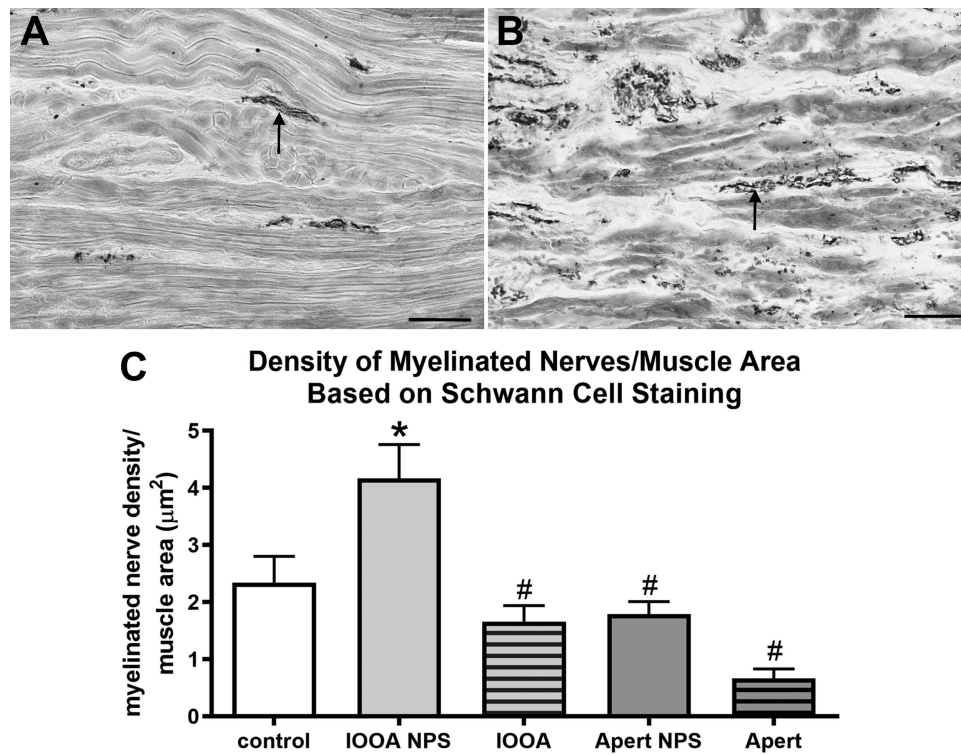 A
B
C
Density of Myelinated Nerves/Muscle Area
Based on Schwann Cell Staining
myelinated nerve density/
muscle area (μm²)
5
4
3
2
1
0
*
#
#
#
control
IOOA NPS
IOOA
Apert NPS
Apert